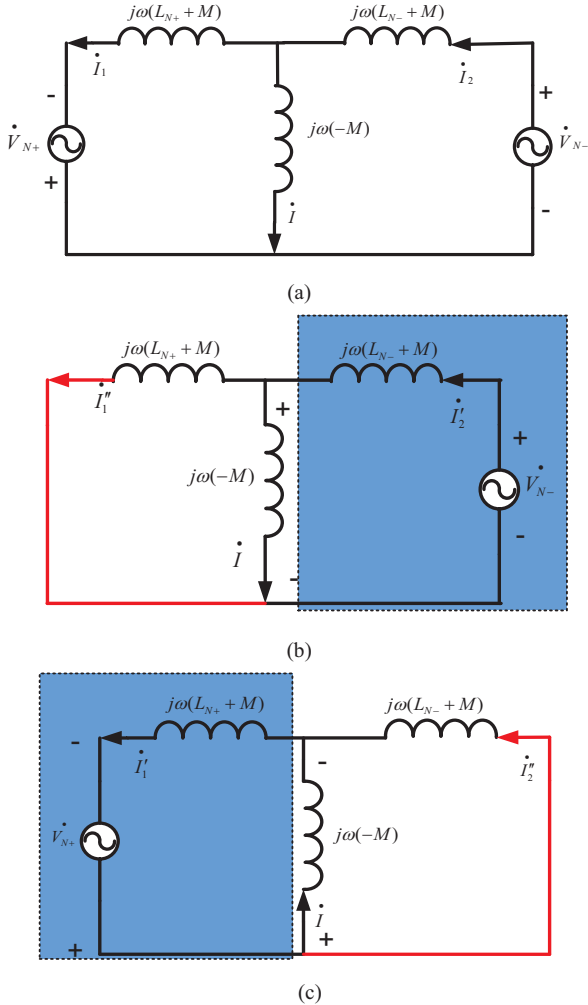 jω(L_{N+}+M) jω(L_{N-}+M)
İ_1 İ_2
- +
jω(-M)
V̇_{N+} V̇_{N-}
+ İ -
(a)
jω(L_{N+}+M) jω(L_{N-}+M)
İ''_1 + İ'_2
+
jω(-M)
V̇_{N-}
İ -
-
(b)
jω(L_{N+}+M) jω(L_{N-}+M)
- İ'_1 - İ''_2
V̇_{N+} jω(-M)
İ
+ +
(c)